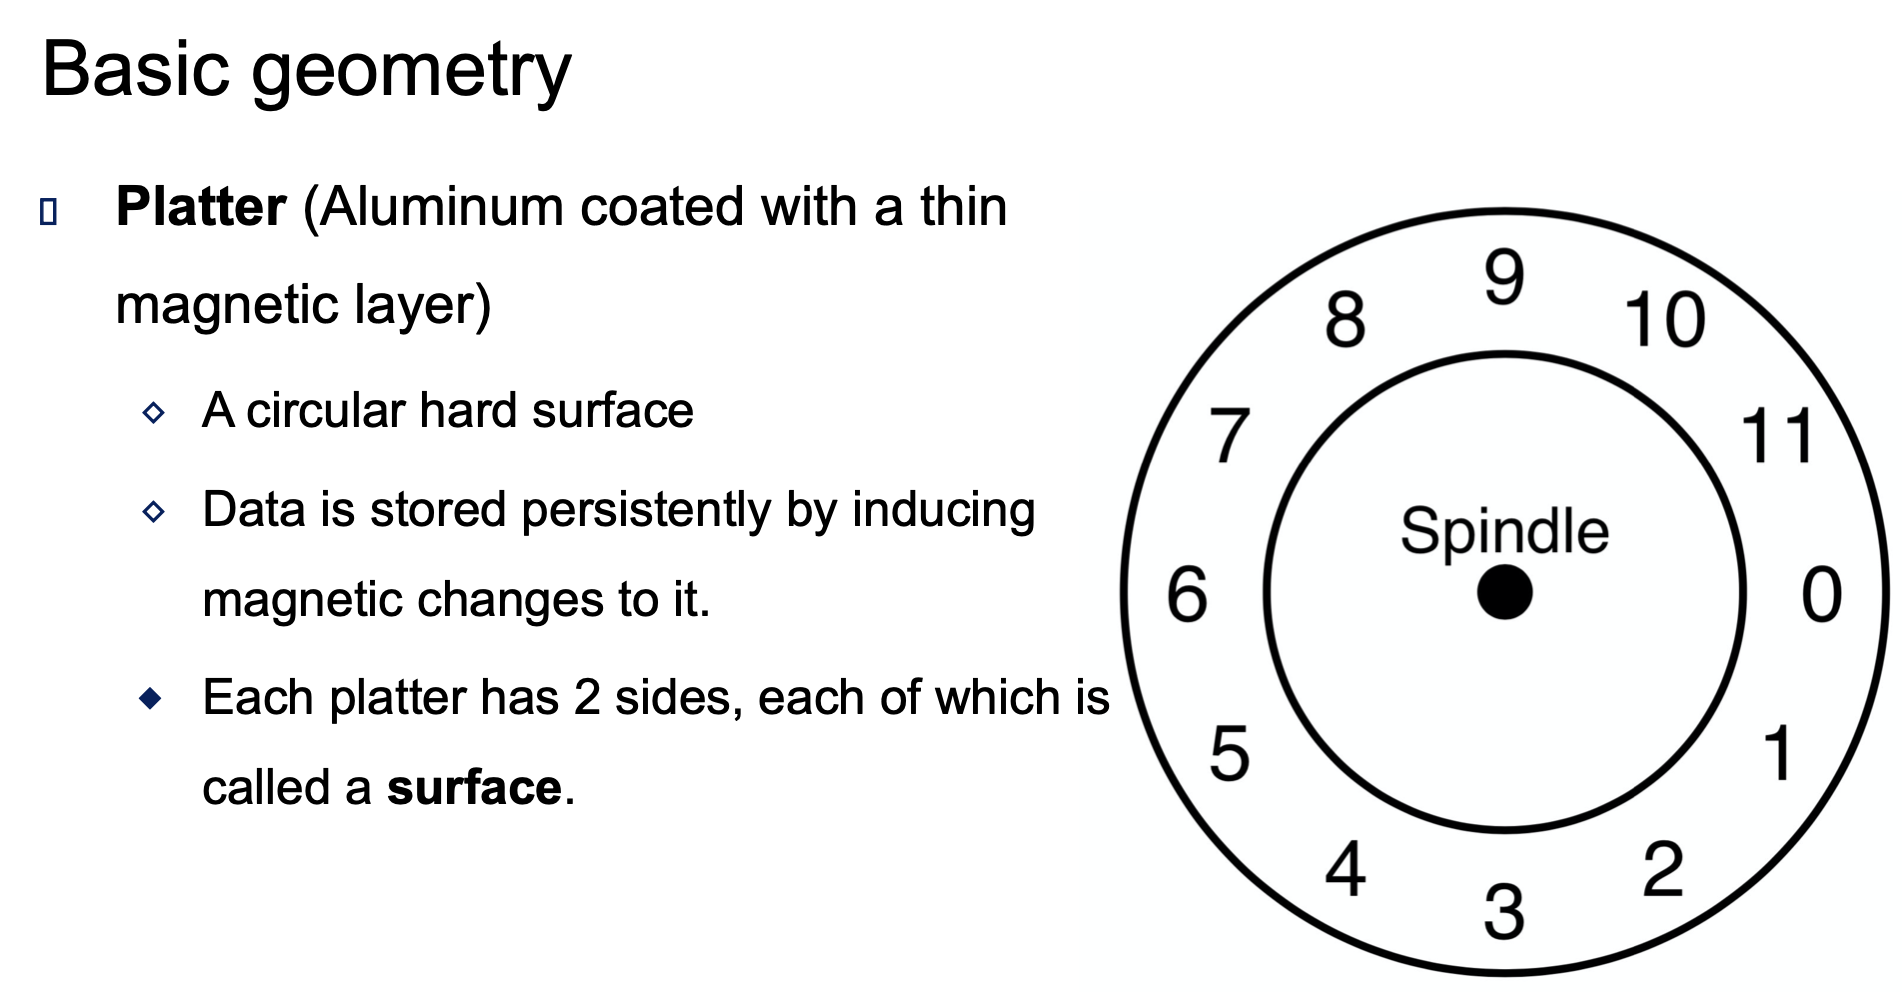 Basic geometry
Platter (Aluminum coated with a thin
magnetic layer)
A circular hard surface
Data is stored persistently by inducing
magnetic changes to it.
Each platter has 2 sides, each of which is
called a surface.
9
8
10
7
11
Spindle
6
0
5
1
4
2
3